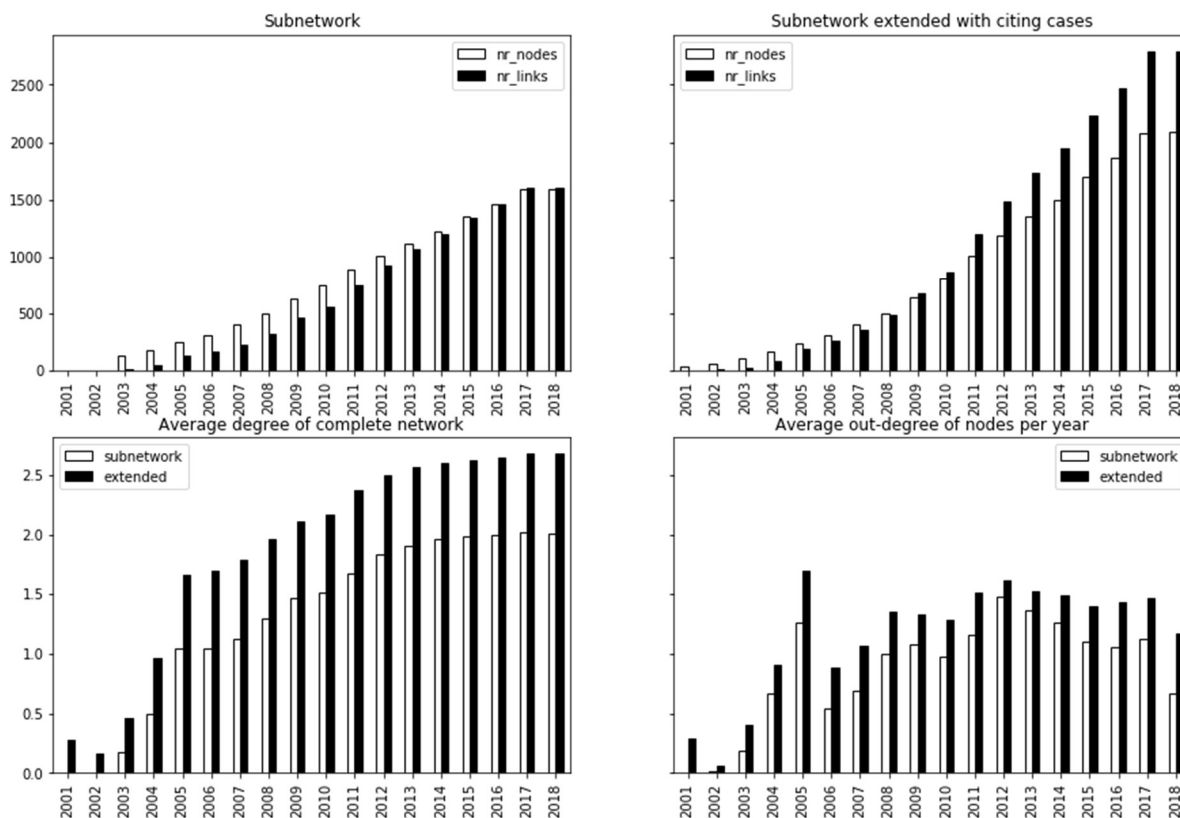 Subnetwork
nr_nodes
nr_links
2500
2000
1500
1000
500
0
2001 2002 2003 2004 2005 2006 2007 2008 2009 2010 2011 2012 2013 2014 2015 2016 2017 2018
Subnetwork extended with citing cases
nr_nodes
nr_links
2001 2002 2003 2004 2005 2006 2007 2008 2009 2010 2011 2012 2013 2014 2015 2016 2017 2018
Average degree of complete network
subnetwork
extended
2.5
2.0
1.5
1.0
0.5
0.0
2001 2002 2003 2004 2005 2006 2007 2008 2009 2010 2011 2012 2013 2014 2015 2016 2017 2018
Average out-degree of nodes per year
subnetwork
extended
2001 2002 2003 2004 2005 2006 2007 2008 2009 2010 2011 2012 2013 2014 2015 2016 2017 2018